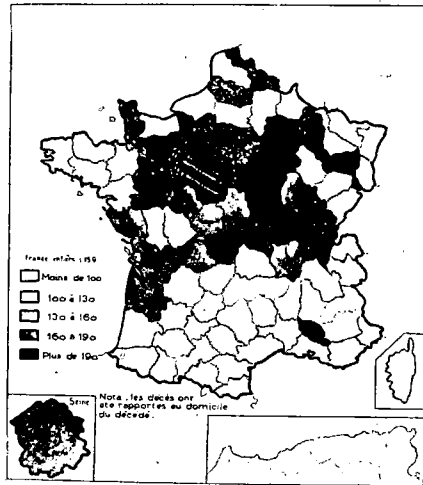 France entière : 159
Moins de 100
100 à 130
130 à 160
160 à 190
Plus de 190
Seine
Nota, les décès ont
été rapportés au domicile
du décédé.